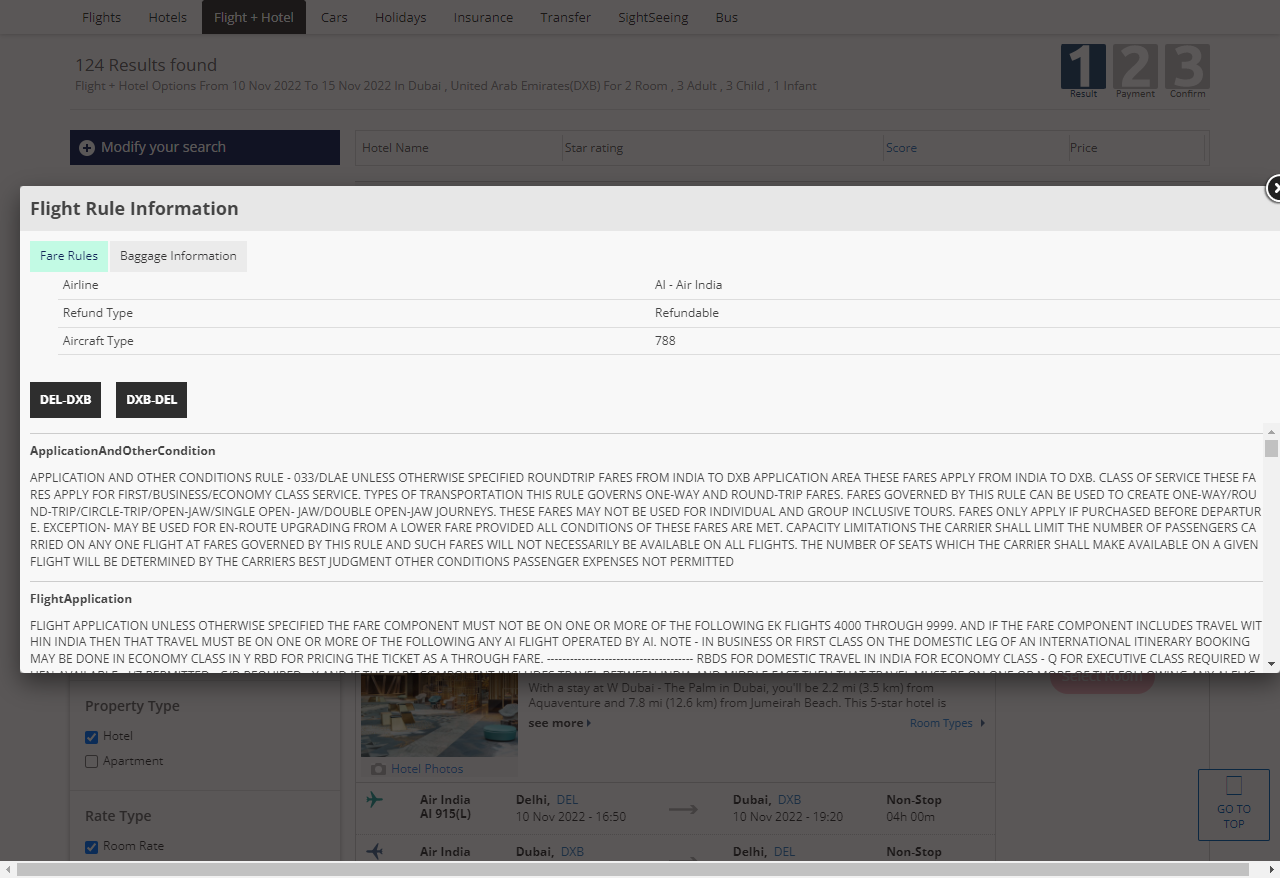 Flights Hotels Flight + Hotel Cars Holidays Insurance Transfer SightSeeing Bus
124 Results found
Flight + Hotel Options From 10 Nov 2022 To 15 Nov 2022 In Dubai , United Arab Emirates(DXB) For 2 Room , 3 Adult , 3 Child , 1 Infant
1 2 3
Result Payment Confirm
Modify your search
Hotel Name Star rating Score Price
Flight Rule Information
Fare Rules Baggage Information
Airline AI - Air India
Refund Type Refundable
Aircraft Type 788
DEL-DXB DXB-DEL
ApplicationAndOtherCondition
APPLICATION AND OTHER CONDITIONS RULE - 033/DLAE UNLESS OTHERWISE SPECIFIED ROUNDTRIP FARES FROM INDIA TO DXB APPLICATION AREA THESE FARES APPLY FROM INDIA TO DXB. CLASS OF SERVICE THESE FA
RES APPLY FOR FIRST/BUSINESS/ECONOMY CLASS SERVICE. TYPES OF TRANSPORTATION THIS RULE GOVERNS ONE-WAY AND ROUND-TRIP FARES. FARES GOVERNED BY THIS RULE CAN BE USED TO CREATE ONE-WAY/ROU
ND-TRIP/CIRCLE-TRIP/OPEN-JAW/SINGLE OPEN- JAW/DOUBLE OPEN-JAW JOURNEYS. THESE FARES MAY NOT BE USED FOR INDIVIDUAL AND GROUP INCLUSIVE TOURS. FARES ONLY APPLY IF PURCHASED BEFORE DEPARTUR
E. EXCEPTION- MAY BE USED FOR EN-ROUTE UPGRADING FROM A LOWER FARE PROVIDED ALL CONDITIONS OF THESE FARES ARE MET. CAPACITY LIMITATIONS THE CARRIER SHALL LIMIT THE NUMBER OF PASSENGERS CA
RRIED ON ANY ONE FLIGHT AT FARES GOVERNED BY THIS RULE AND SUCH FARES WILL NOT NECESSARILY BE AVAILABLE ON ALL FLIGHTS. THE NUMBER OF SEATS WHICH THE CARRIER SHALL MAKE AVAILABLE ON A GIVEN
FLIGHT WILL BE DETERMINED BY THE CARRIERS BEST JUDGMENT OTHER CONDITIONS PASSENGER EXPENSES NOT PERMITTED
FlightApplication
FLIGHT APPLICATION UNLESS OTHERWISE SPECIFIED THE FARE COMPONENT MUST NOT BE ON ONE OR MORE OF THE FOLLOWING EK FLIGHTS 4000 THROUGH 9999. AND IF THE FARE COMPONENT INCLUDES TRAVEL WIT
HIN INDIA THEN THAT TRAVEL MUST BE ON ONE OR MORE OF THE FOLLOWING ANY AI FLIGHT OPERATED BY AI. NOTE - IN BUSINESS OR FIRST CLASS ON THE DOMESTIC LEG OF AN INTERNATIONAL ITINERARY BOOKING
MAY BE DONE IN ECONOMY CLASS IN Y RBD FOR PRICING THE TICKET AS A THROUGH FARE. -------------------------------------- RBDS FOR DOMESTIC TRAVEL IN INDIA FOR ECONOMY CLASS - Q FOR EXECUTIVE CLASS REQUIRED W
With a stay at W Dubai - The Palm in Dubai, you'll be 2.2 mi (3.5 km) from
Aquaventure and 7.8 mi (12.6 km) from Jumeirah Beach. This 5-star hotel is
see more Room Types
Hotel Photos
Property Type
Hotel
Apartment
Rate Type
Room Rate
Air India Delhi, DEL Dubai, DXB Non-Stop
AI 915(L) 10 Nov 2022 - 16:50 10 Nov 2022 - 19:20 04h 00m
Air India Dubai, DXB Delhi, DEL Non-Stop
GO TO
TOP